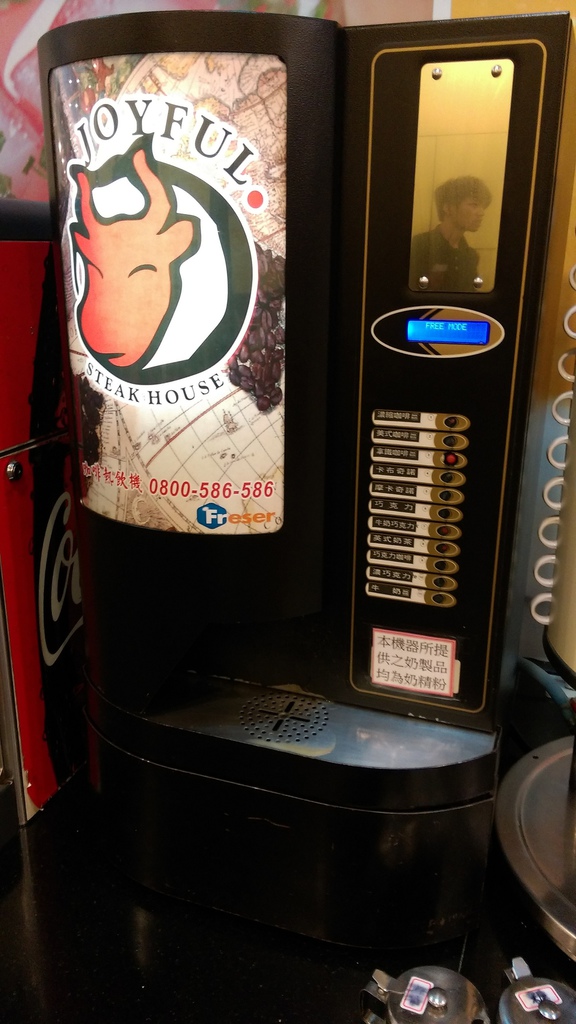 JOYFUL
STEAK HOUSE
咖啡机飲機 0800-586-586
Freser
FREE MODE
濃縮咖啡
英式咖啡
拿鐵咖啡
卡布奇諾
摩卡奇諾
巧克力
牛奶巧克力
英式奶茶
巧克力咖啡
濃巧克力
牛奶
本機器所提
供之奶製品
均為奶精粉
Co